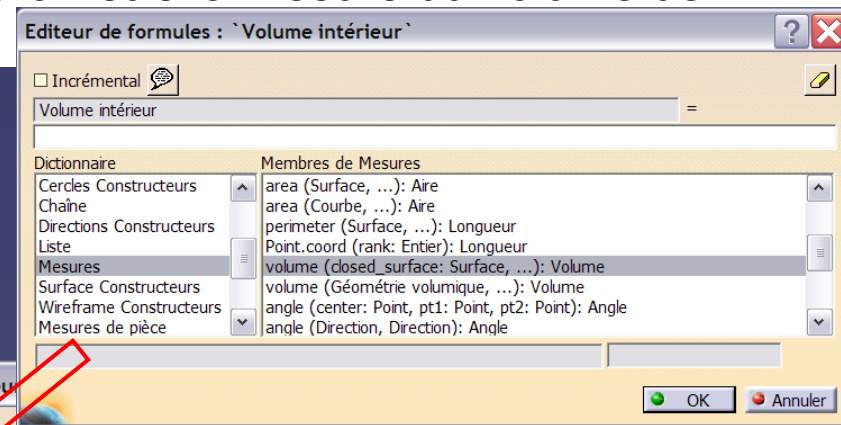 Editeur de formules : `Volume intérieur`
Incrémental
Volume intérieur =
Dictionnaire Membres de Mesures
Cercles Constructeurs
Chaîne
Directions Constructeurs
Liste
Mesures
Surface Constructeurs
Wireframe Constructeurs
Mesures de pièce
area (Surface, ...): Aire
area (Courbe, ...): Aire
perimeter (Surface, ...): Longueur
Point.coord (rank: Entier): Longueur
volume (closed_surface: Surface, ...): Volume
volume (Géométrie volumique, ...): Volume
angle (center: Point, pt1: Point, pt2: Point): Angle
angle (Direction, Direction): Angle
OK Annuler